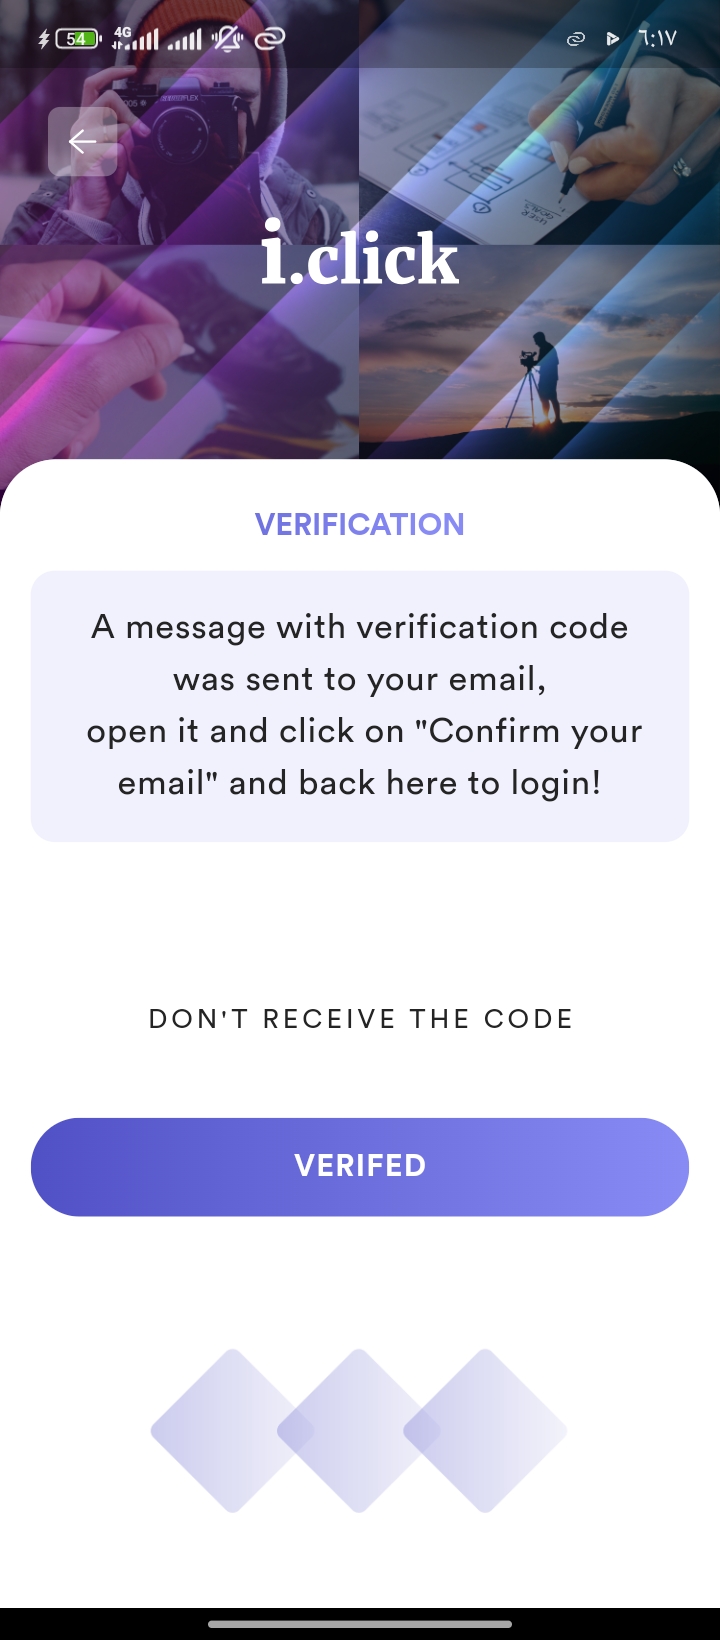 54
4G
٦:١٧
i.click
VERIFICATION
A message with verification code
was sent to your email,
open it and click on "Confirm your
email" and back here to login!
DON'T RECEIVE THE CODE
VERIFED